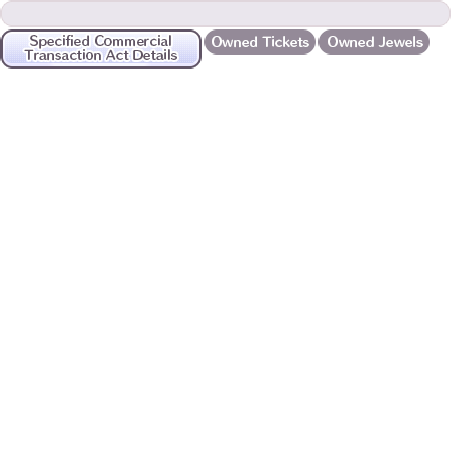 Specified Commercial
Transaction Act Details
Owned Tickets
Owned Jewels